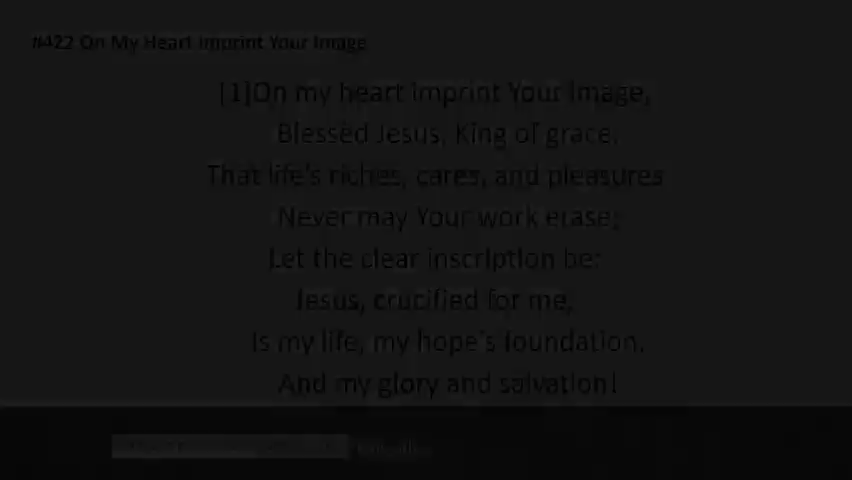 #422 On My Heart Imprint Your Image
[1]On my heart imprint Your image,
Blessed Jesus, King of grace,
That life's riches, cares, and pleasures
Never may Your work erase;
Let the clear inscription be:
Jesus, crucified for me,
Is my life, my hope's foundation,
And my glory and salvation!